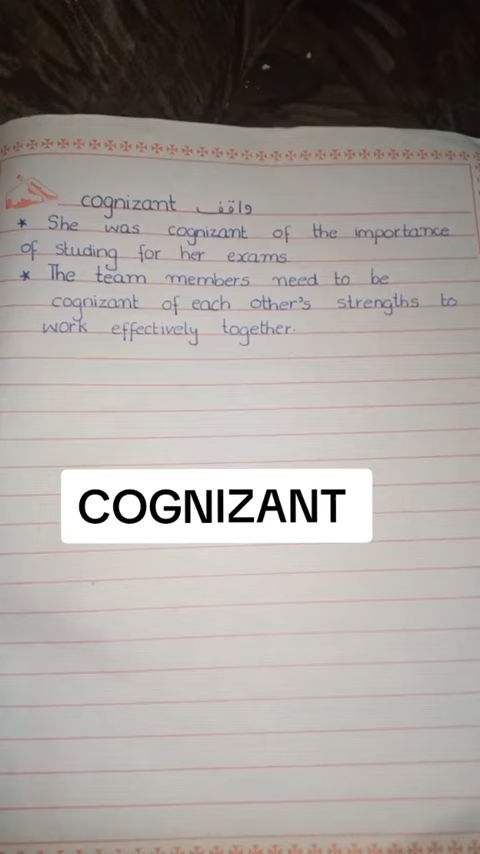 cognizant واقف
* She was cognizant of the importance
of studing for her exams
* The team members need to be
cognizant of each other's strengths to
work effectively together.
COGNIZANT